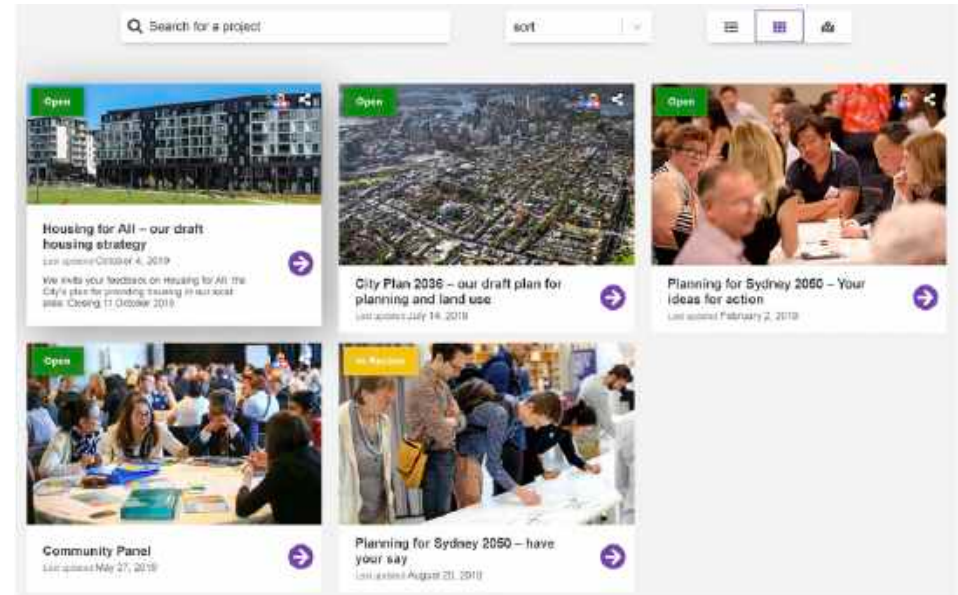 Search for a project
sort
Open
Housing for All – our draft
housing strategy
Last updated October 4, 2019
We invite your feedback on Housing for All: the
City's plan for providing housing in our local
area. Closing 11 October 2019
Open
City Plan 2036 – our draft plan for
planning and land use
Last updated July 14, 2019
Open
Planning for Sydney 2050 – Your
ideas for action
Last updated February 2, 2019
Open
Community Panel
Last updated May 27, 2019
In Review
Planning for Sydney 2050 – have
your say
Last updated August 20, 2019